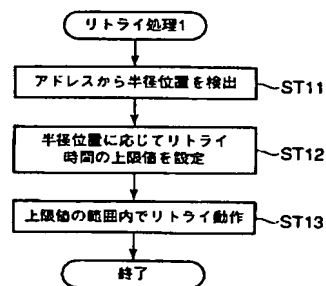 リトライ処理1
アドレスから半径位置を検出
ST11
半径位置に応じてリトライ
時間の上限値を設定
ST12
上限値の範囲内でリトライ動作
ST13
終了